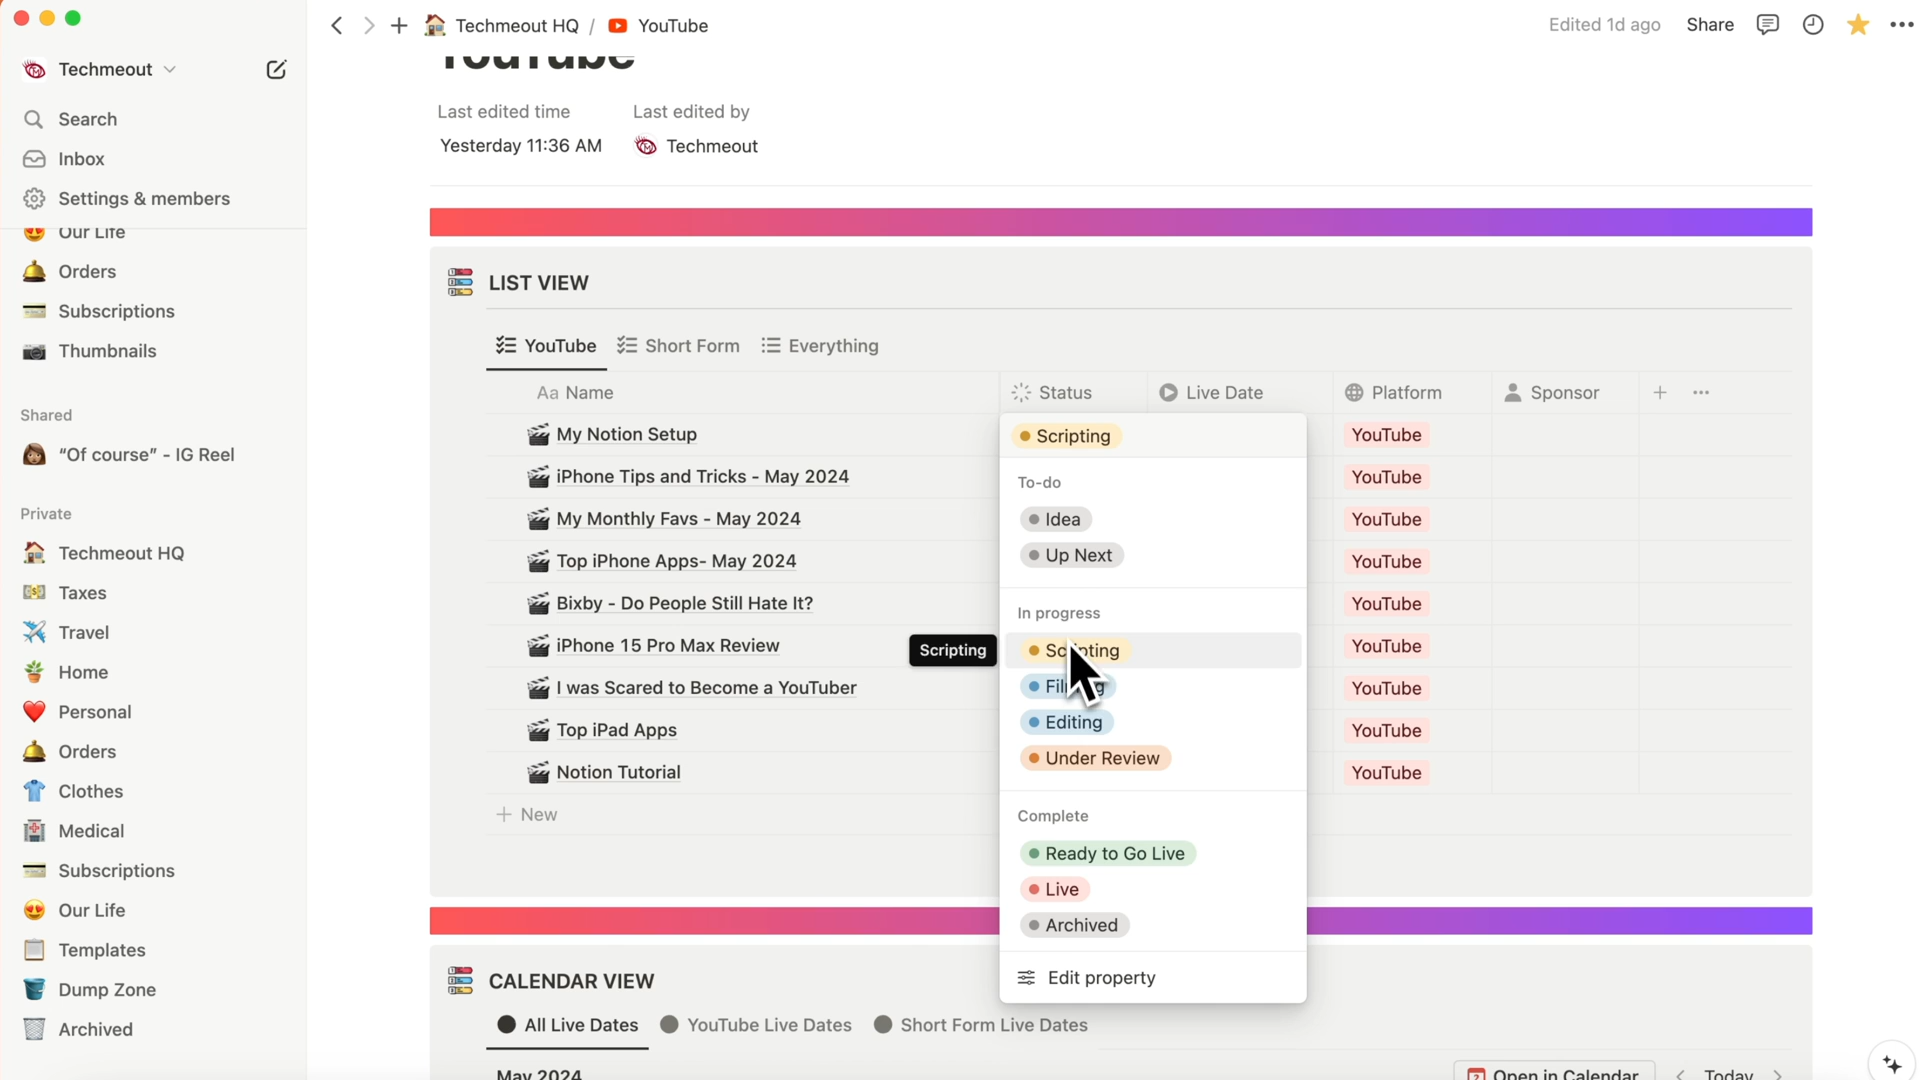 Techmeout HQ / YouTube
Edited 1d ago
Share
Techmeout
Search
Inbox
Settings & members
Our Life
Orders
Subscriptions
Thumbnails
Shared
“Of course” - IG Reel
Private
Techmeout HQ
Taxes
Travel
Home
Personal
Orders
Clothes
Medical
Subscriptions
Our Life
Templates
Dump Zone
Archived
YouTube
Last edited time Last edited by
Yesterday 11:36 AM Techmeout
LIST VIEW
YouTube Short Form Everything
Aa Name Status Live Date Platform Sponsor
My Notion Setup YouTube
iPhone Tips and Tricks - May 2024 YouTube
My Monthly Favs - May 2024 YouTube
Top iPhone Apps- May 2024 YouTube
Bixby - Do People Still Hate It? YouTube
iPhone 15 Pro Max Review YouTube
I was Scared to Become a YouTuber YouTube
Top iPad Apps YouTube
Notion Tutorial YouTube
New
Scripting
Scripting
To-do
Idea
Up Next
In progress
Scripting
Editing
Under Review
Complete
Ready to Go Live
Live
Archived
Edit property
CALENDAR VIEW
All Live Dates YouTube Live Dates Short Form Live Dates
May 2024 Open in Calendar Today